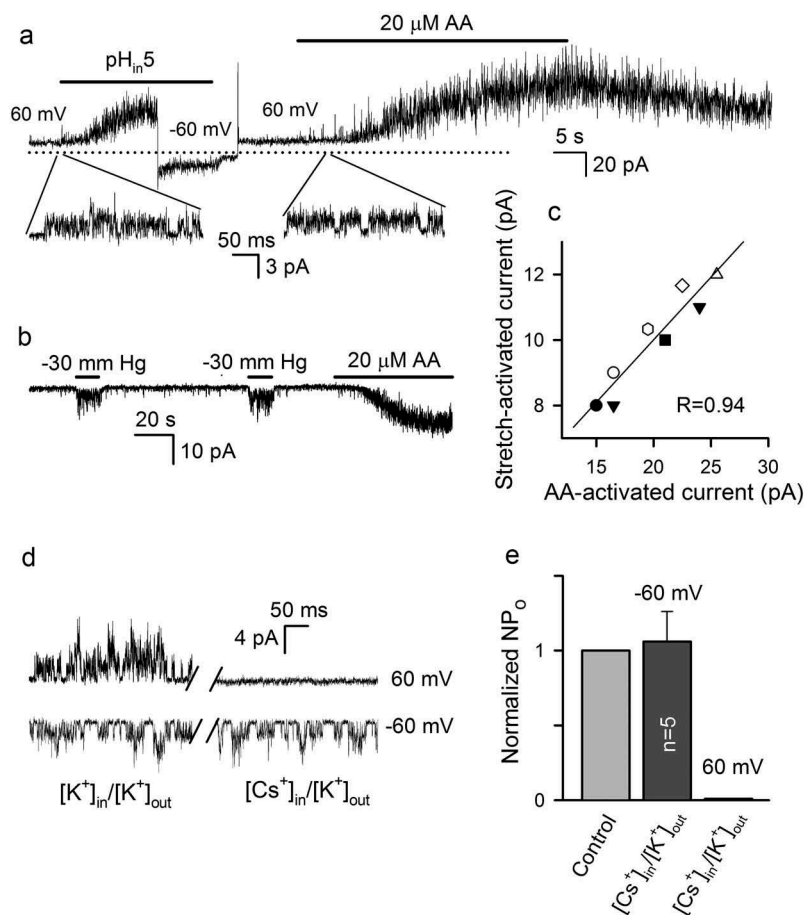 a
20 μM AA
pHin5
60 mV
-60 mV
60 mV
5 s
20 pA
50 ms
3 pA
b
-30 mm Hg
-30 mm Hg
20 μM AA
20 s
10 pA
c
Stretch-activated current (pA)
12
10
8
R=0.94
15
20
25
30
AA-activated current (pA)
d
50 ms
4 pA
60 mV
-60 mV
[K+]in/[K+]out
[Cs+]in/[K+]out
e
Normalized NPO
1
0
-60 mV
n=5
60 mV
Control
[Cs+]in/[K+]out
[Cs+]in/[K+]out